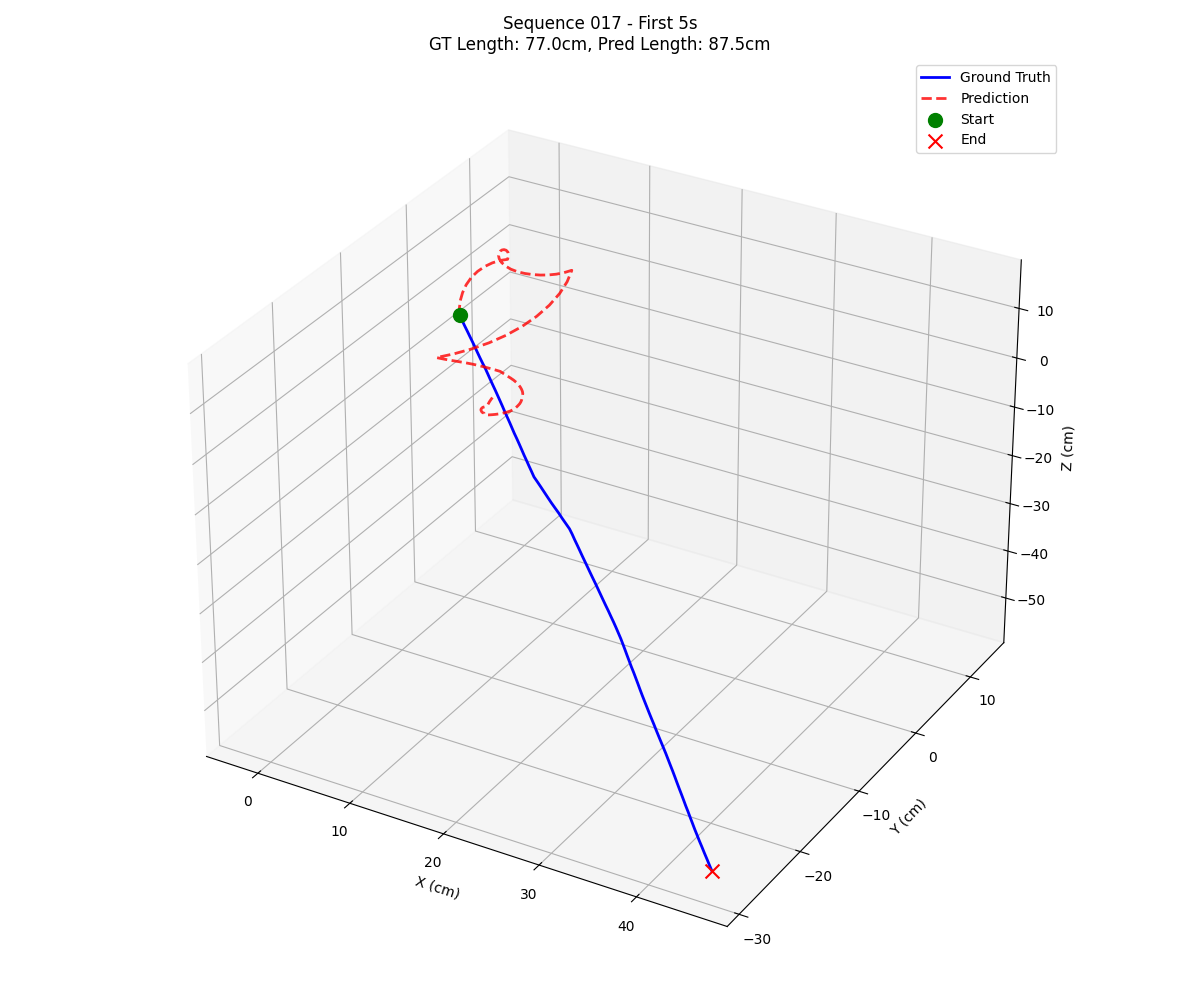 Sequence 017 - First 5s
GT Length: 77.0cm, Pred Length: 87.5cm
Ground Truth
Prediction
Start
End
10
0
−10
−20
−30
−40
−50
Z (cm)
10
0
−10
−20
−30
Y (cm)
0
10
20
30
40
X (cm)